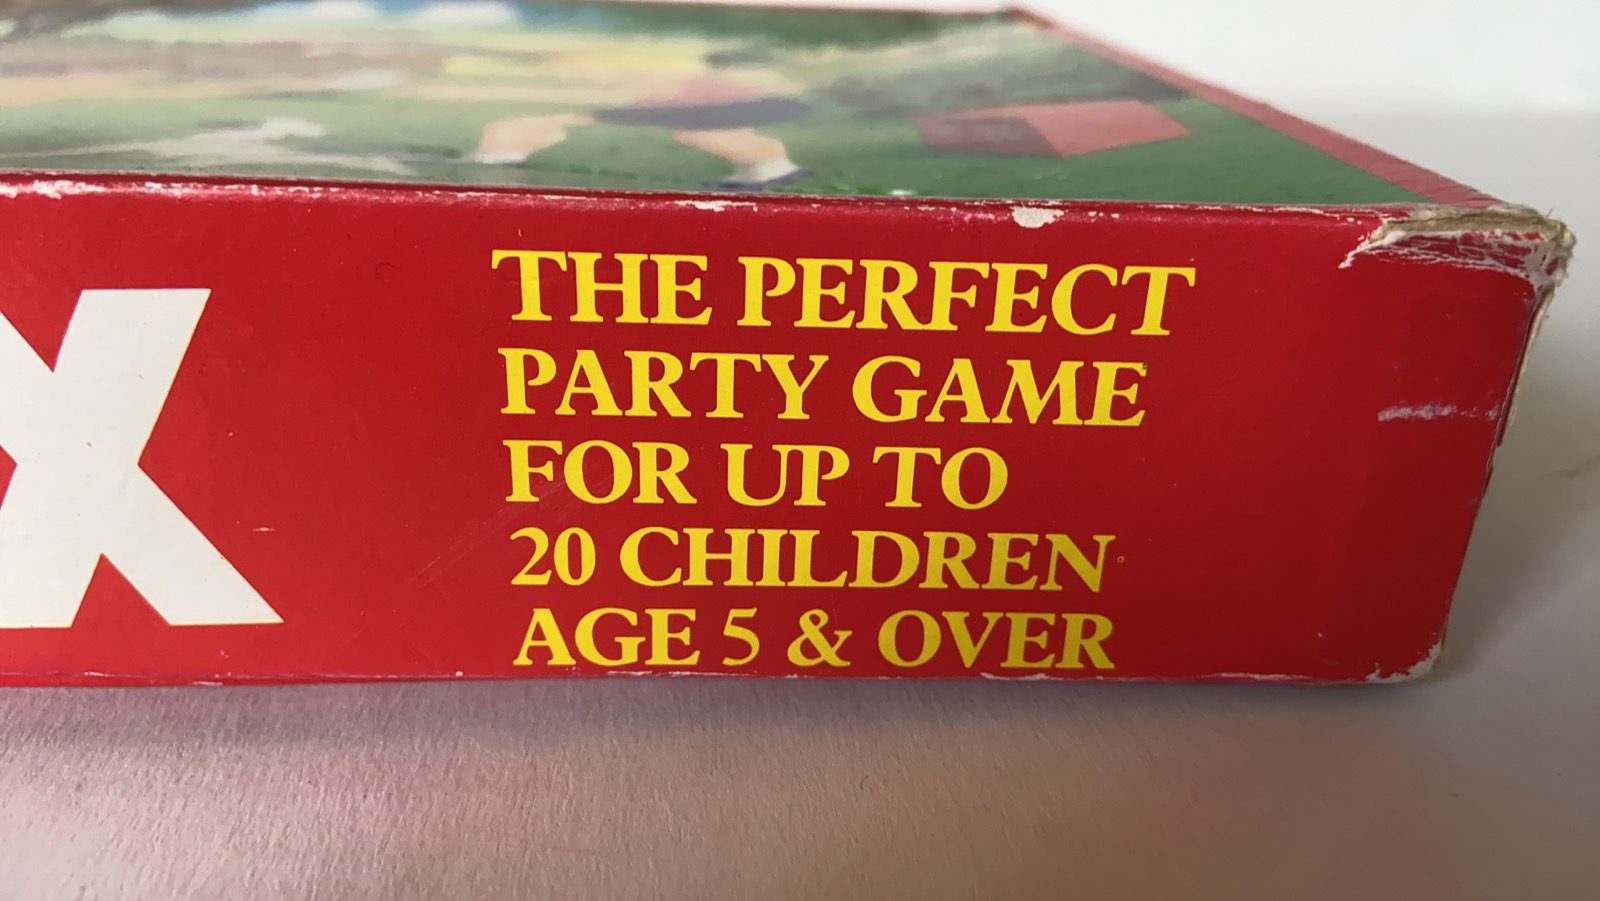 X
THE PERFECT
PARTY GAME
FOR UP TO
20 CHILDREN
AGE 5 & OVER